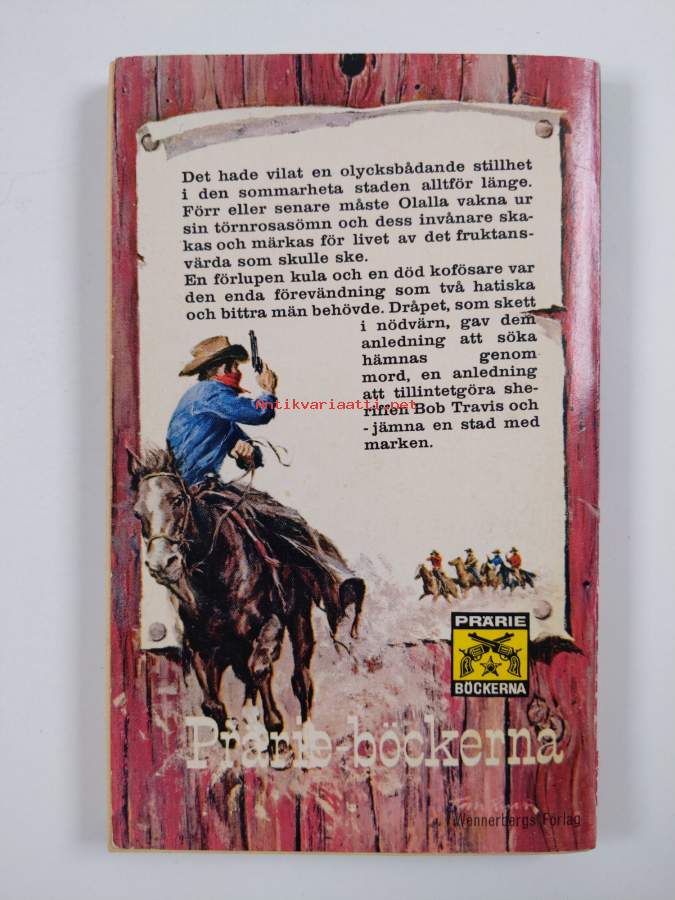 Det hade vilat en olycksbådande stillhet
i den sommarheta staden alltför länge.
Förr eller senare måste Olalla vakna ur
sin törnrosasömn och dess invånare ska-
kas och märkas för livet av det fruktans-
värda som skulle ske.
En förlupen kula och en död kofösare var
den enda förevändning som två hatiska
och bittra män behövde. Dråpet, som skett
i nödvärn, gav dem
anledning att söka
hämnas genom
mord, en anledning
att tillintetgöra she-
riffen Bob Travis och
-jämna en stad med
marken.
Antikvariaatti.net
PRÄRIE
BÖCKERNA
Prärie-böckerna
Wennerbergs Förlag